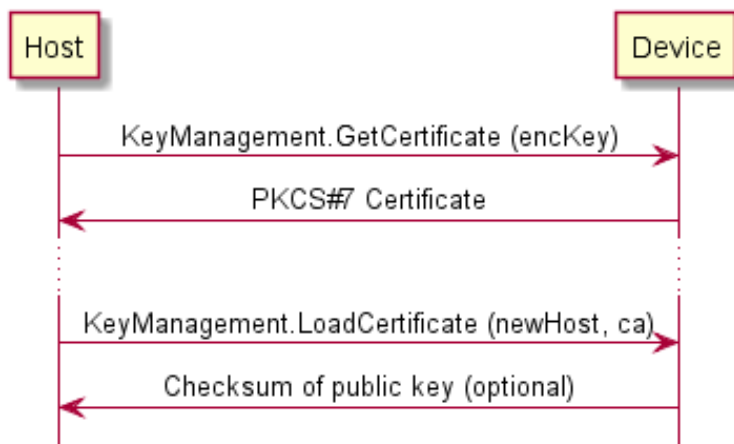 Host
Device
KeyManagement.GetCertificate (encKey)
PKCS#7 Certificate
KeyManagement.LoadCertificate (newHost, ca)
Checksum of public key (optional)